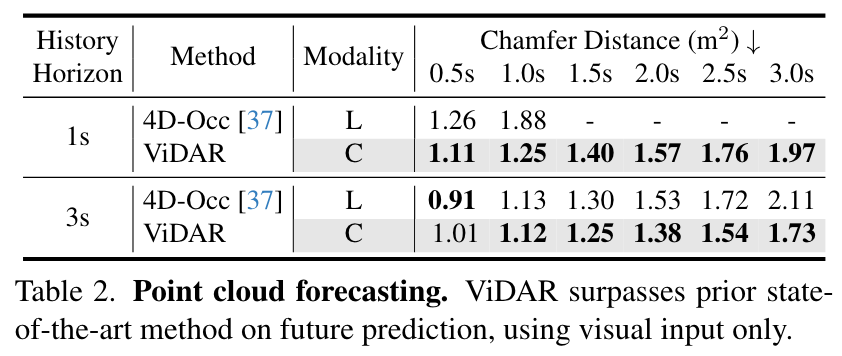 History Horizon Method Modality Chamfer Distance (m²) ↓
0.5s 1.0s 1.5s 2.0s 2.5s 3.0s
1s 4D-Occ [37] L 1.26 1.88 - - - -
ViDAR C 1.11 1.25 1.40 1.57 1.76 1.97
3s 4D-Occ [37] L 0.91 1.13 1.30 1.53 1.72 2.11
ViDAR C 1.01 1.12 1.25 1.38 1.54 1.73
Table 2. Point cloud forecasting. ViDAR surpasses prior state-
of-the-art method on future prediction, using visual input only.